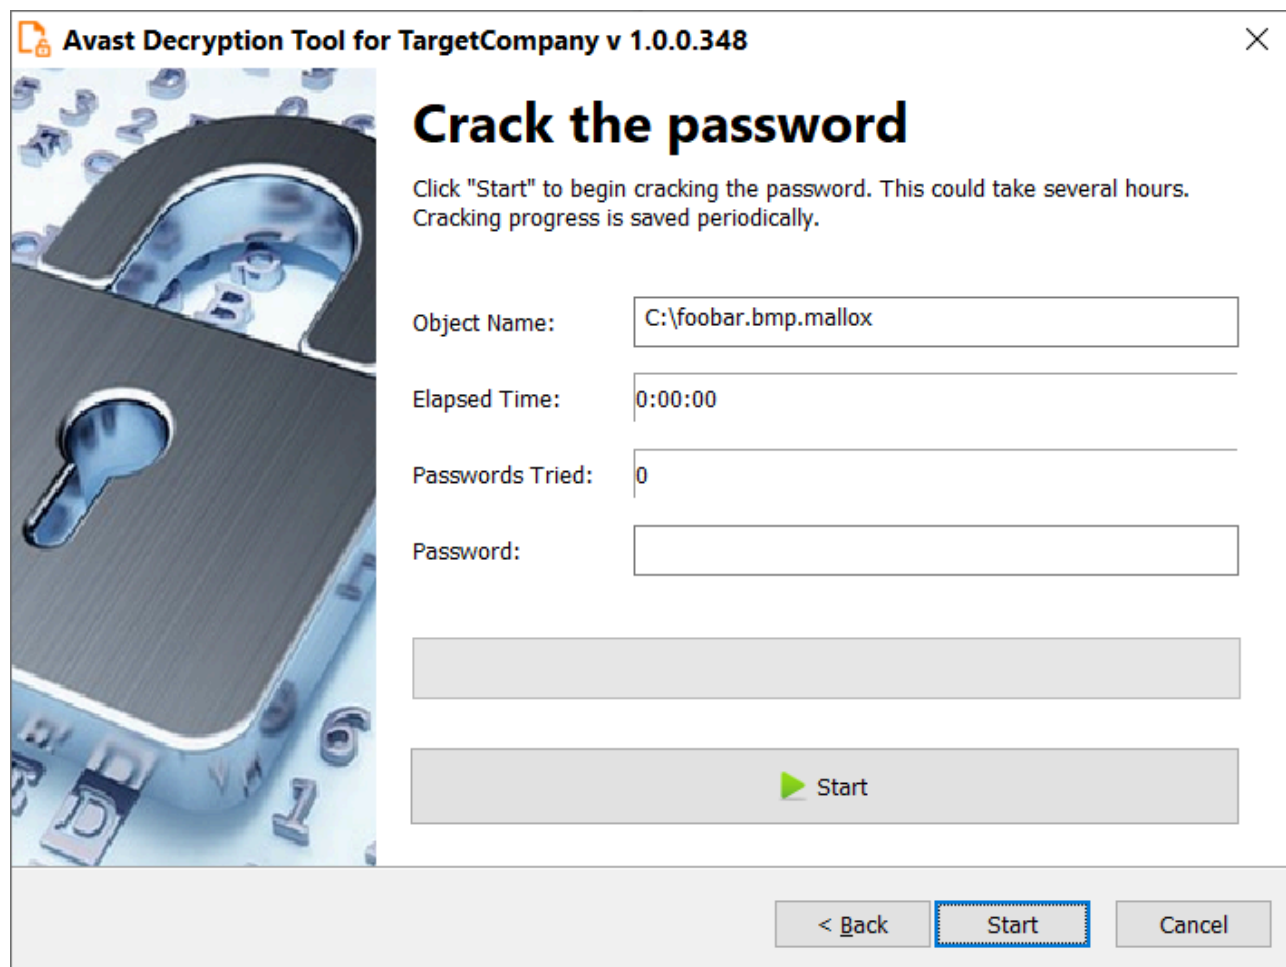 Avast Decryption Tool for TargetCompany v 1.0.0.348
Crack the password
Click "Start" to begin cracking the password. This could take several hours.
Cracking progress is saved periodically.
Object Name: C:\foobar.bmp.mallox
Elapsed Time: 0:00:00
Passwords Tried: 0
Password:
Start
< Back Start Cancel